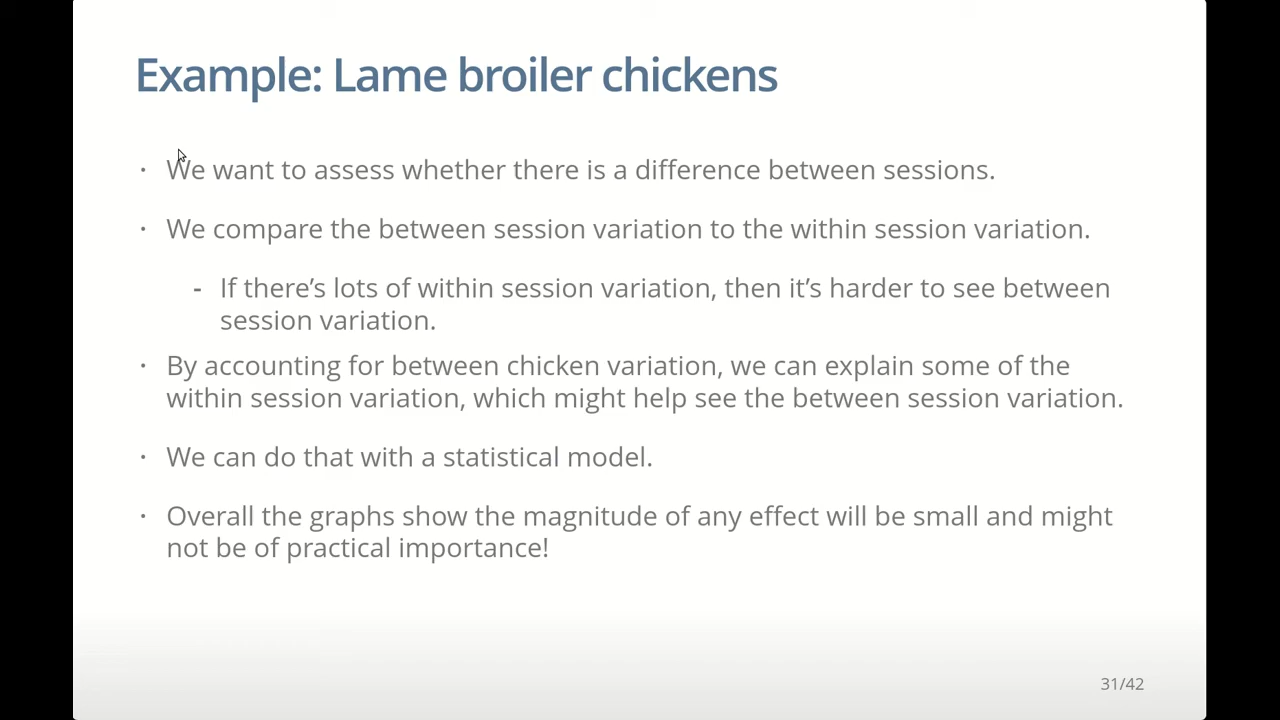 Example: Lame broiler chickens
· We want to assess whether there is a difference between sessions.
· We compare the between session variation to the within session variation.
- If there’s lots of within session variation, then it’s harder to see between
session variation.
· By accounting for between chicken variation, we can explain some of the
within session variation, which might help see the between session variation.
· We can do that with a statistical model.
· Overall the graphs show the magnitude of any effect will be small and might
not be of practical importance!
31/42